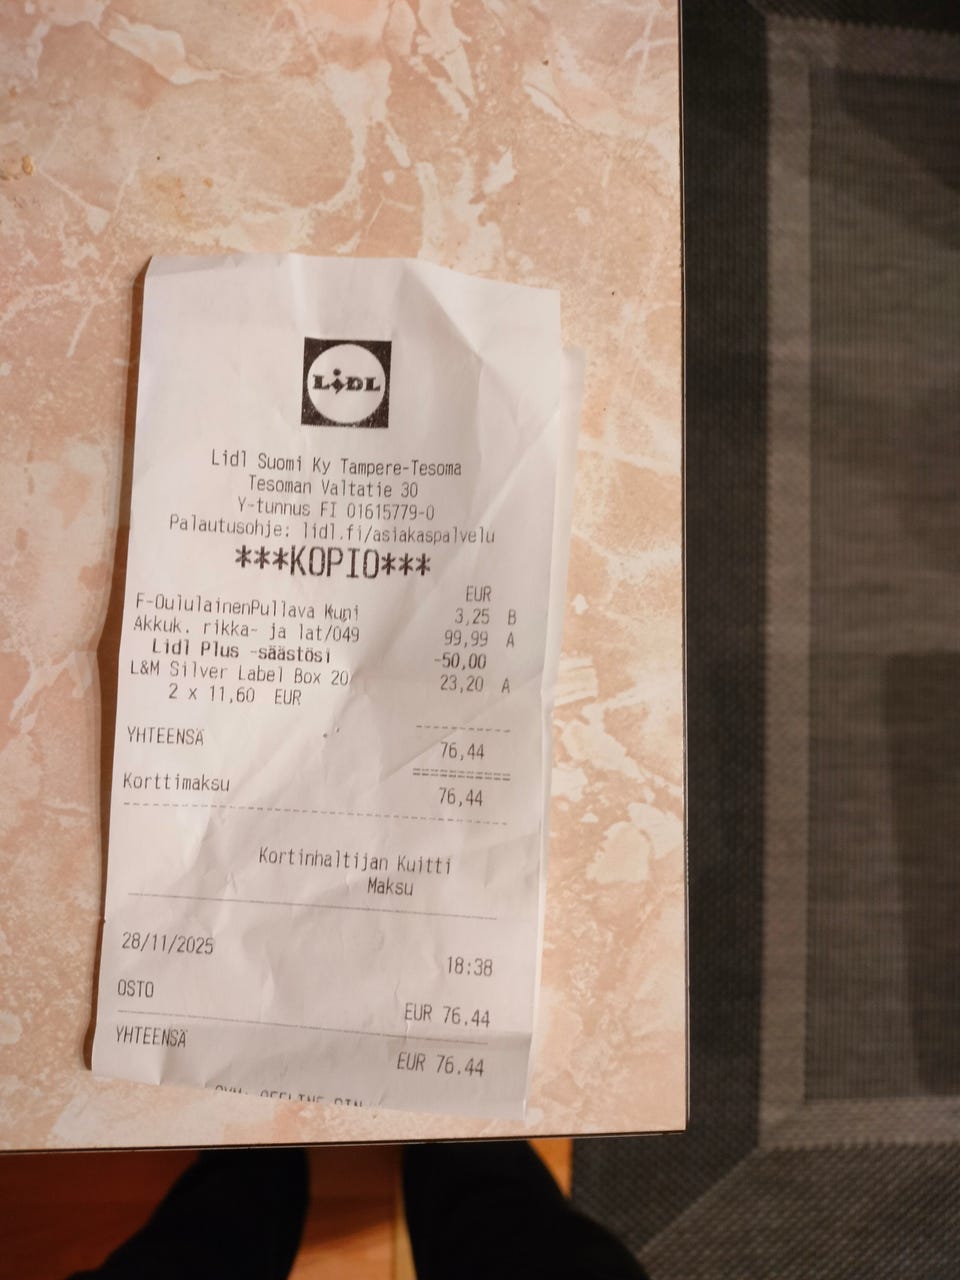 LiDL
Lidl Suomi Ky Tampere-Tesoma
Tesoman Valtatie 30
Y-tunnus FI 01615779-0
Palautusohje: lidl.fi/asiakaspalvelu
***KOPIO***
EUR
F-OululainenPullava Kuni 3,25 B
Akkuk. rikka- ja lat/049 99,99 A
Lidl Plus -säästösi -50,00
L&M Silver Label Box 20 23,20 A
2 x 11,60 EUR
YHTEENSÄ 76,44
Korttimaksu 76,44
Kortinhaltijan Kuitti
Maksu
28/11/2025 18:38
OSTO EUR 76.44
YHTEENSÄ EUR 76.44